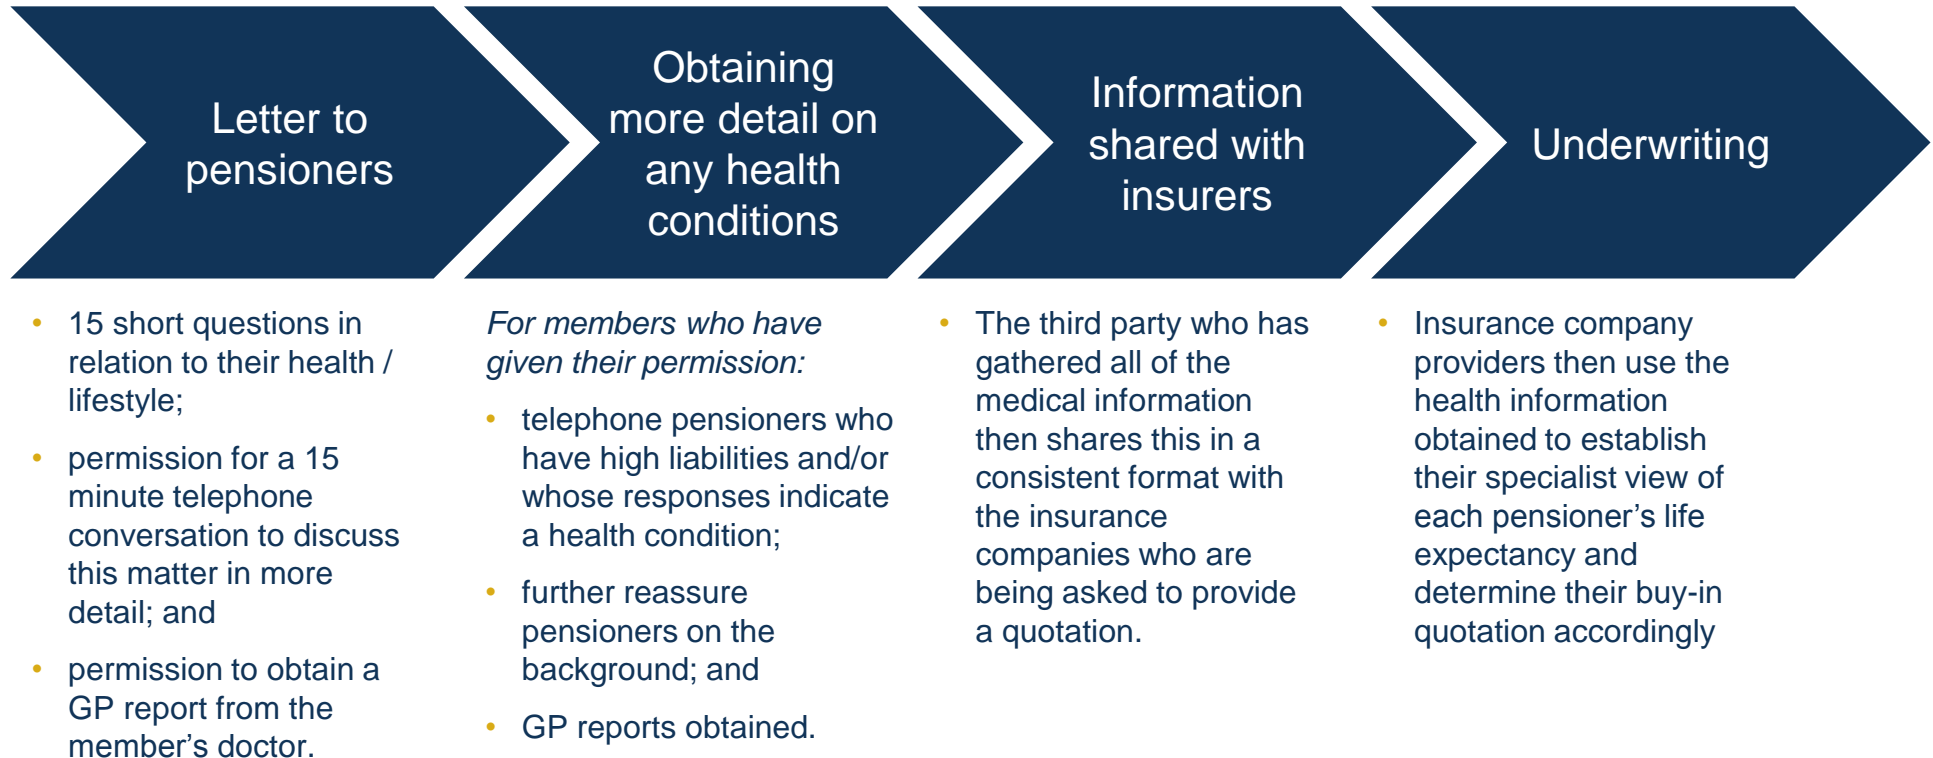 Letter to
pensioners
Obtaining
more detail on
any health
conditions
Information
shared with
insurers
Underwriting
• 15 short questions in
relation to their health /
lifestyle;
• permission for a 15
minute telephone
conversation to discuss
this matter in more
detail; and
• permission to obtain a
GP report from the
member’s doctor.
For members who have
given their permission:
• telephone pensioners who
have high liabilities and/or
whose responses indicate
a health condition;
• further reassure
pensioners on the
background; and
• GP reports obtained.
• The third party who has
gathered all of the
medical information
then shares this in a
consistent format with
the insurance
companies who are
being asked to provide
a quotation.
• Insurance company
providers then use the
health information
obtained to establish
their specialist view of
each pensioner’s life
expectancy and
determine their buy-in
quotation accordingly